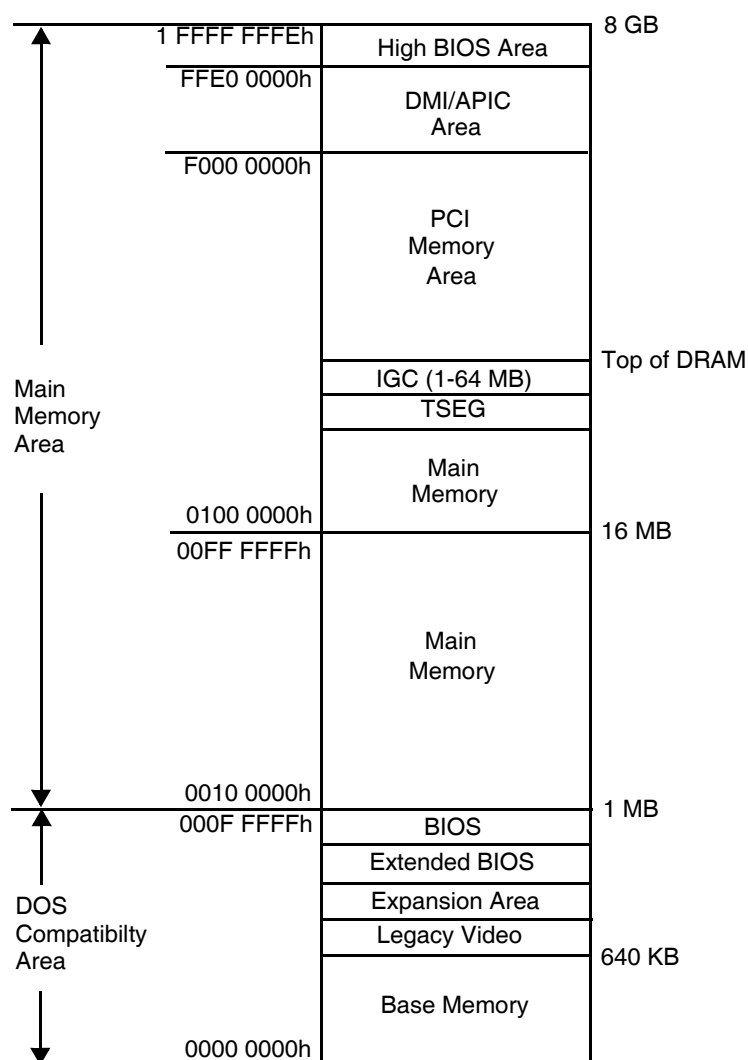 8 GB
1 FFFF FFFEh
High BIOS Area
FFE0 0000h
DMI/APIC
Area
F000 0000h
PCI
Memory
Area
Top of DRAM
IGC (1-64 MB)
TSEG
Main
Memory
Area
Main
Memory
0100 0000h
16 MB
00FF FFFFh
Main
Memory
0010 0000h
1 MB
000F FFFFh
BIOS
Extended BIOS
Expansion Area
DOS
Compatibilty
Area
Legacy Video
640 KB
Base Memory
0000 0000h